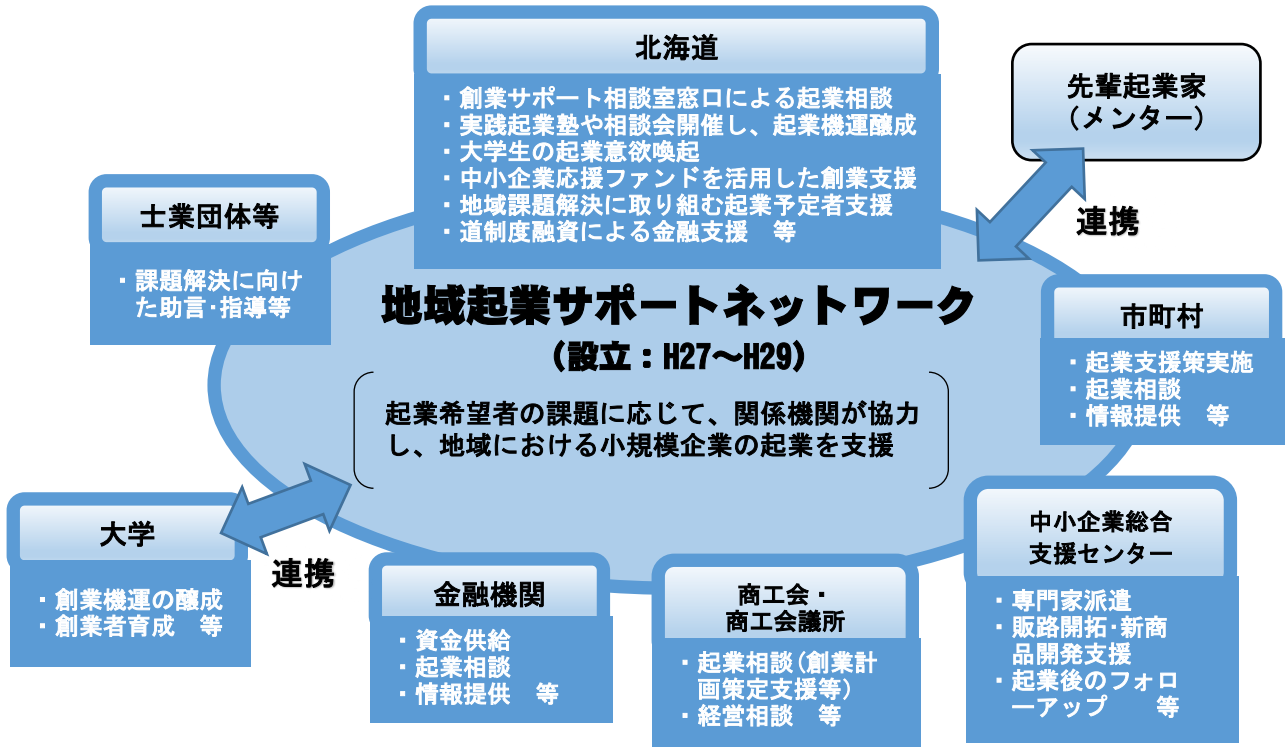 北海道
・創業サポート相談室窓口による起業相談
・実践起業塾や相談会開催し、起業機運醸成
・大学生の起業意欲喚起
・中小企業応援ファンドを活用した創業支援
・地域課題解決に取り組む起業予定者支援
・道制度融資による金融支援　等
先輩起業家
（メンター）
連携
士業団体等
・課題解決に向け
た助言・指導等
地域起業サポートネットワーク
（設立：H27～H29）
起業希望者の課題に応じて、関係機関が協力
し、地域における小規模企業の起業を支援
市町村
・起業支援策実施
・起業相談
・情報提供　等
大学
・創業機運の醸成
・創業者育成　等
連携
金融機関
・資金供給
・起業相談
・情報提供　等
商工会・
商工会議所
・起業相談（創業計
画策定支援等）
・経営相談　等
中小企業総合
支援センター
・専門家派遣
・販路開拓・新商
品開発支援
・起業後のフォロ
ーアップ　　等